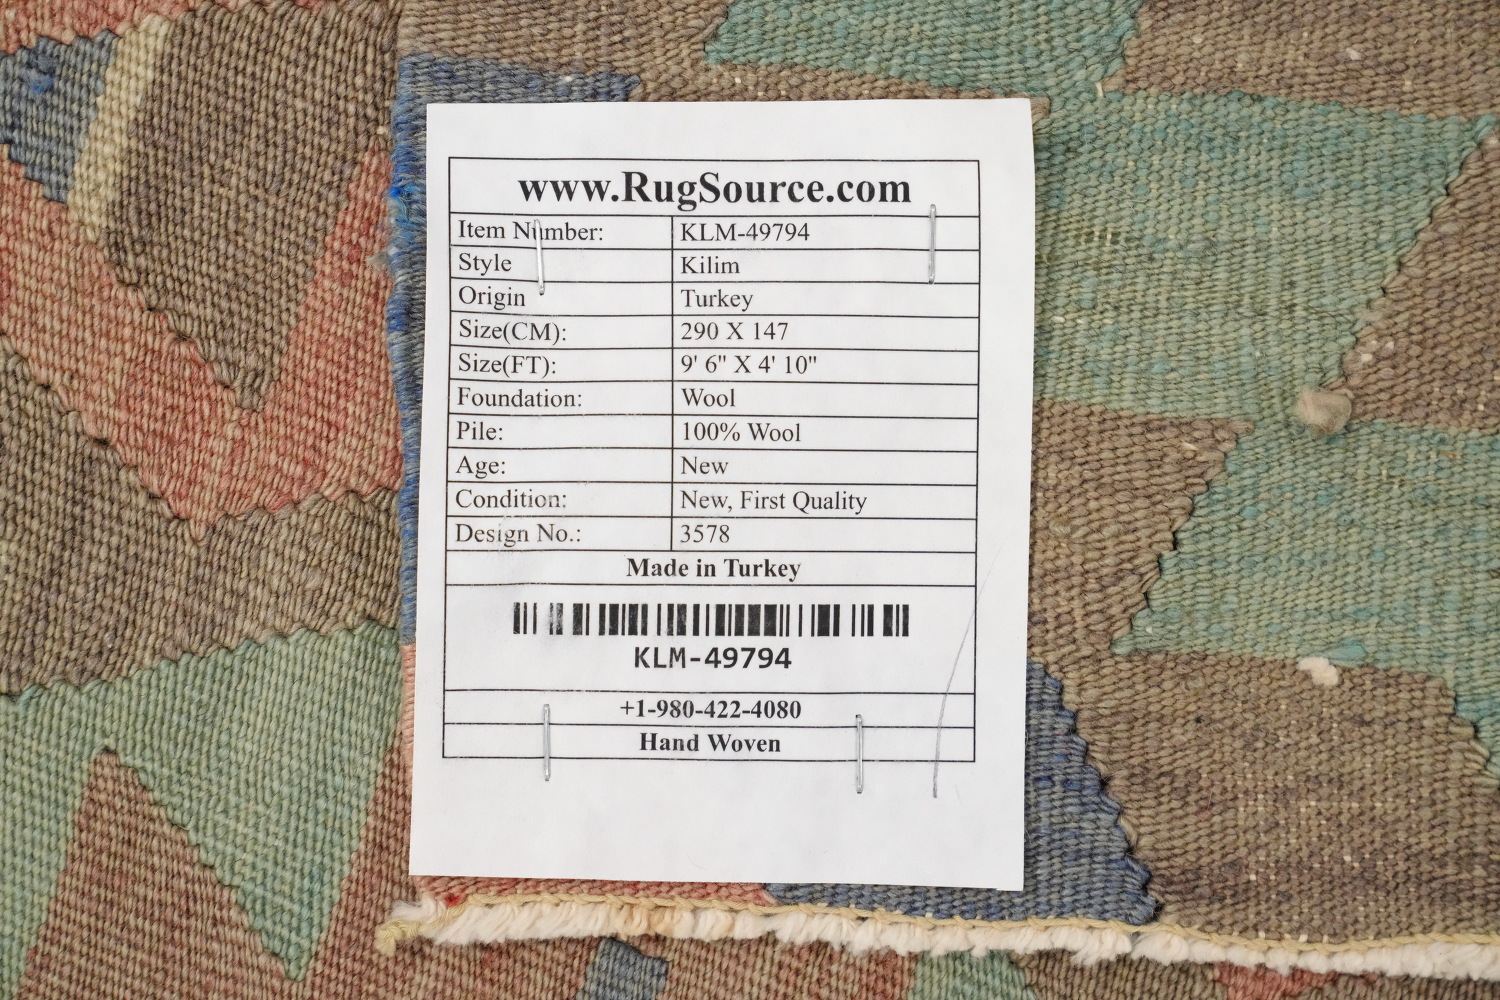 www.RugSource.com
Item Number: KLM-49794
Style Kilim
Origin Turkey
Size(CM): 290 X 147
Size(FT): 9' 6" X 4' 10"
Foundation: Wool
Pile: 100% Wool
Age: New
Condition: New, First Quality
Design No.: 3578
Made in Turkey
KLM-49794
+1-980-422-4080
Hand Woven